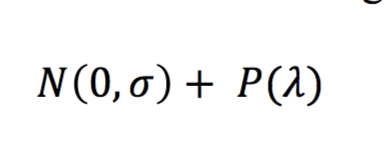 N(0, σ) + P(λ)